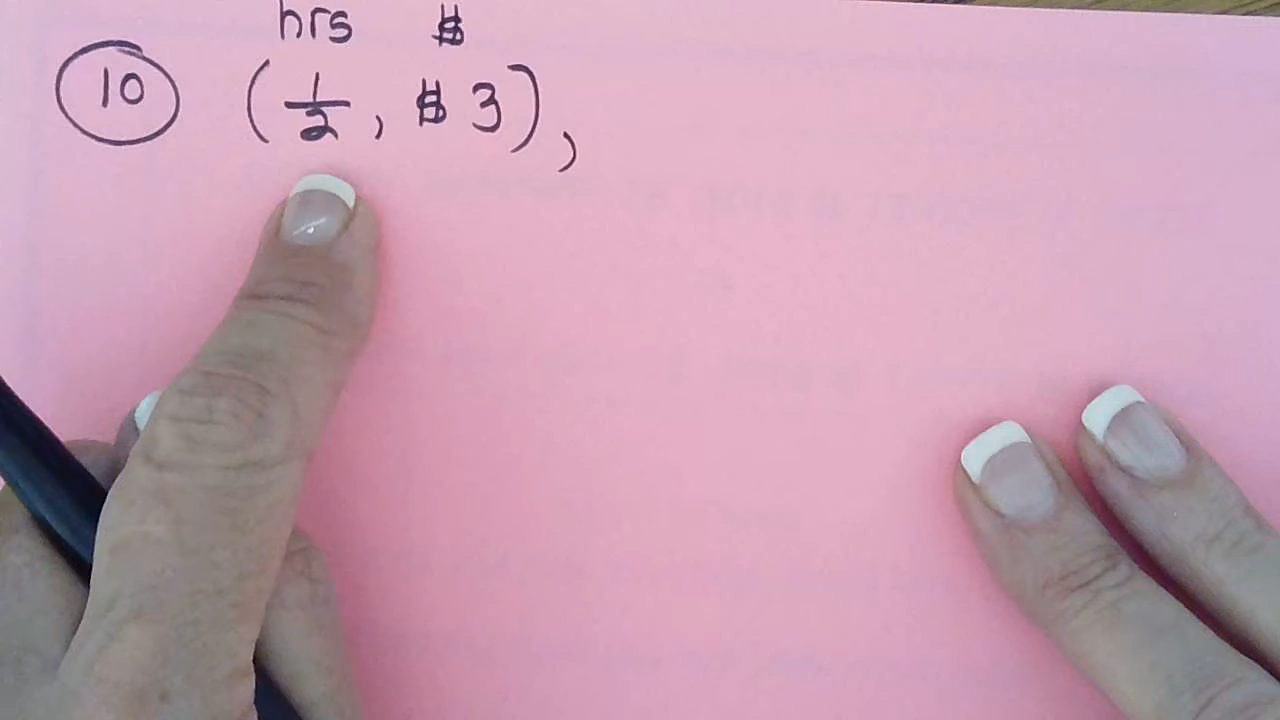 hrs $
10 (1/2, $ 3),